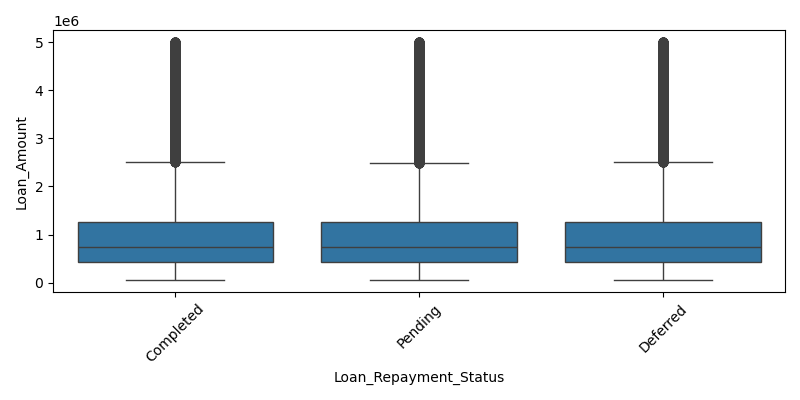 1e6
5
4
3
2
1
0
Loan_Amount
Completed
Pending
Deferred
Loan_Repayment_Status